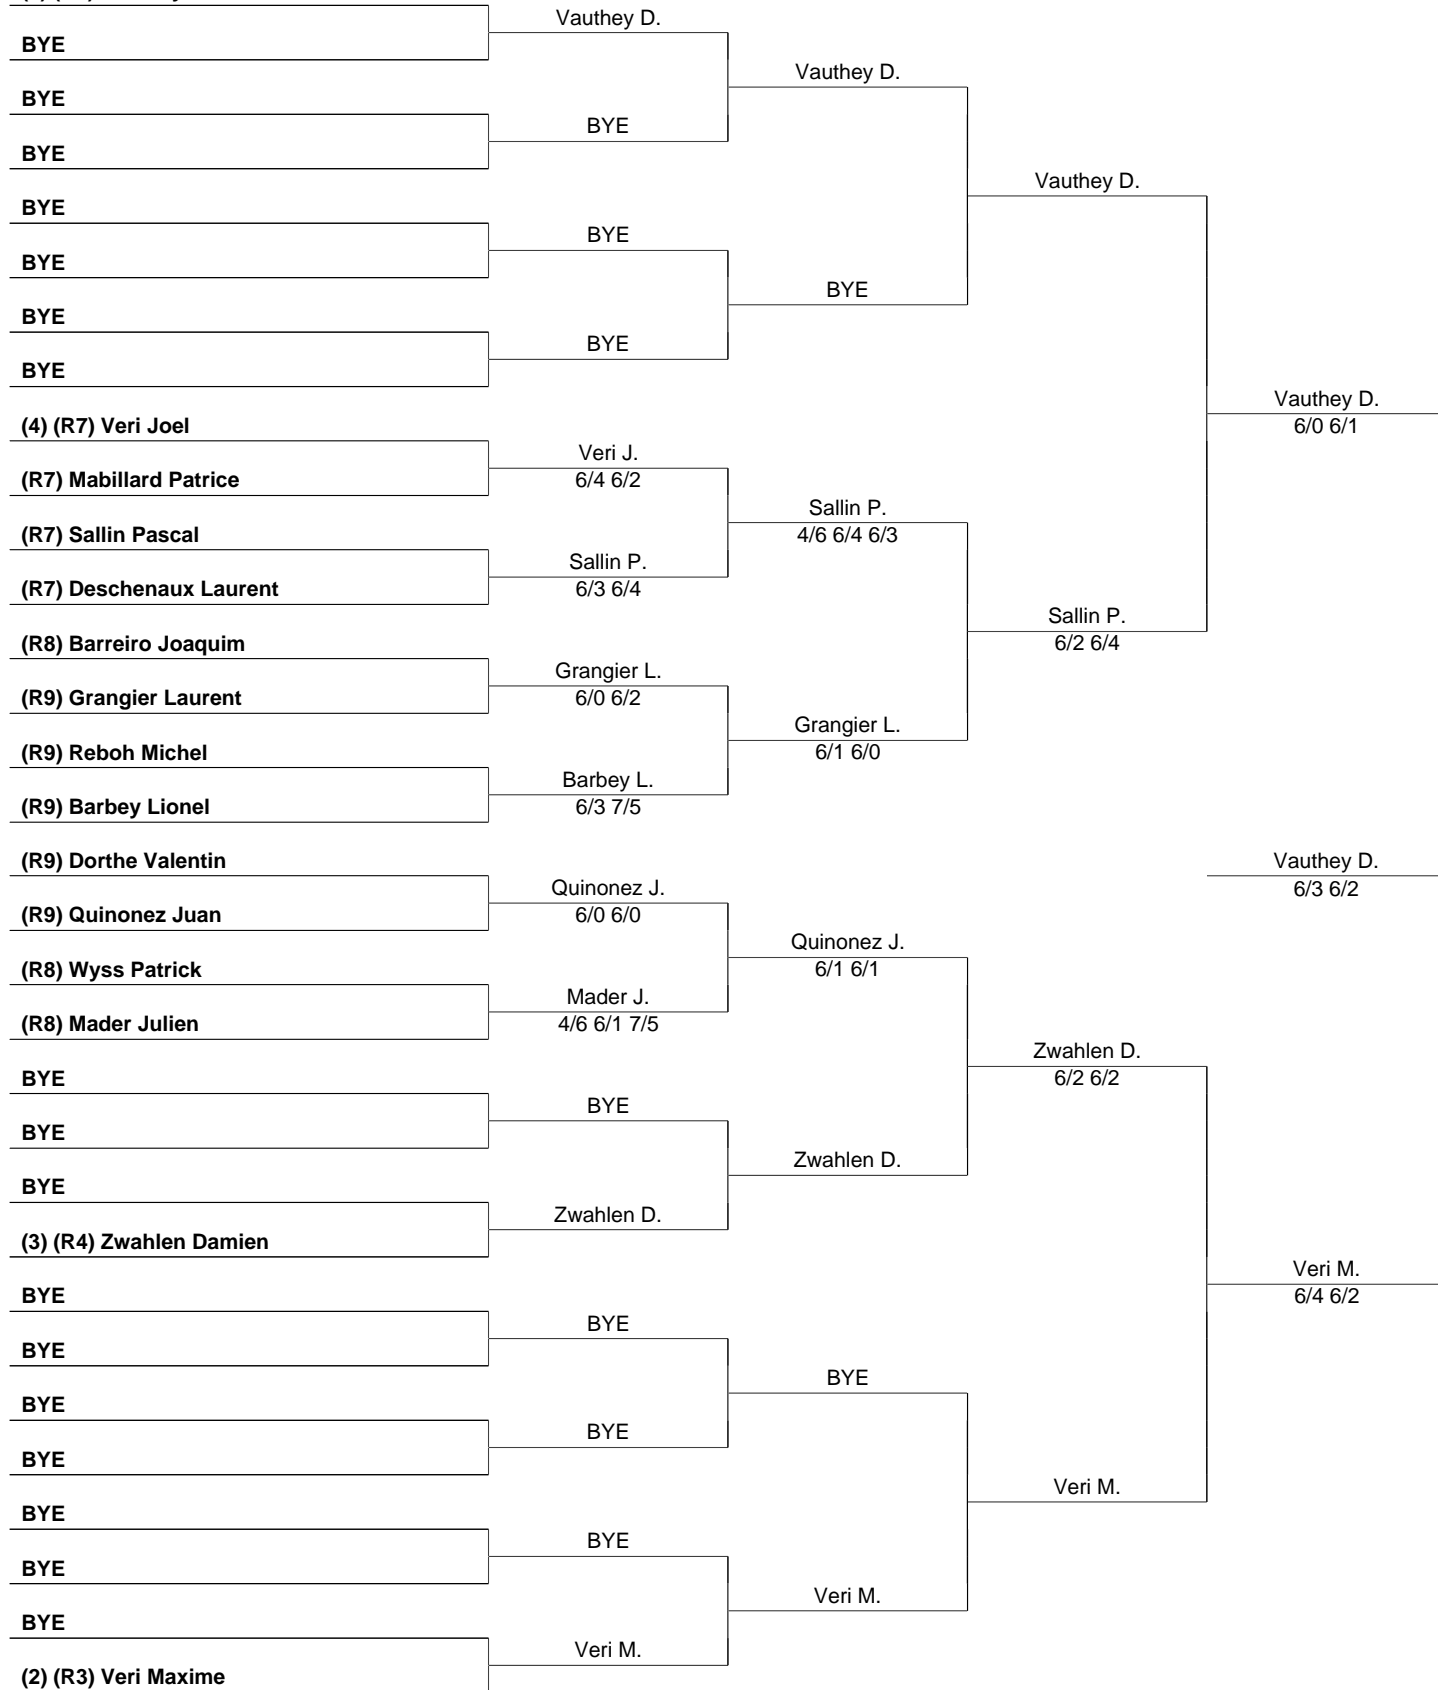 BYE
BYE
BYE
BYE
BYE
BYE
BYE
(4) (R7) Veri Joel
(R7) Mabillard Patrice
(R7) Sallin Pascal
(R7) Deschenaux Laurent
(R8) Barreiro Joaquim
(R9) Grangier Laurent
(R9) Reboh Michel
(R9) Barbey Lionel
(R9) Dorthe Valentin
(R9) Quinonez Juan
(R8) Wyss Patrick
(R8) Mader Julien
BYE
BYE
BYE
(3) (R4) Zwahlen Damien
BYE
BYE
BYE
BYE
BYE
BYE
BYE
(2) (R3) Veri Maxime
Vauthey D.
BYE
BYE
BYE
Veri J.
6/4 6/2
Sallin P.
6/3 6/4
Grangier L.
6/0 6/2
Barbey L.
6/3 7/5
Quinonez J.
6/0 6/0
Mader J.
4/6 6/1 7/5
BYE
Zwahlen D.
BYE
BYE
BYE
Veri M.
Vauthey D.
BYE
Sallin P.
4/6 6/4 6/3
Grangier L.
6/1 6/0
Quinonez J.
6/1 6/1
Zwahlen D.
BYE
Veri M.
Vauthey D.
Sallin P.
6/2 6/4
Zwahlen D.
6/2 6/2
Veri M.
Vauthey D.
6/0 6/1
Vauthey D.
6/3 6/2
Veri M.
6/4 6/2